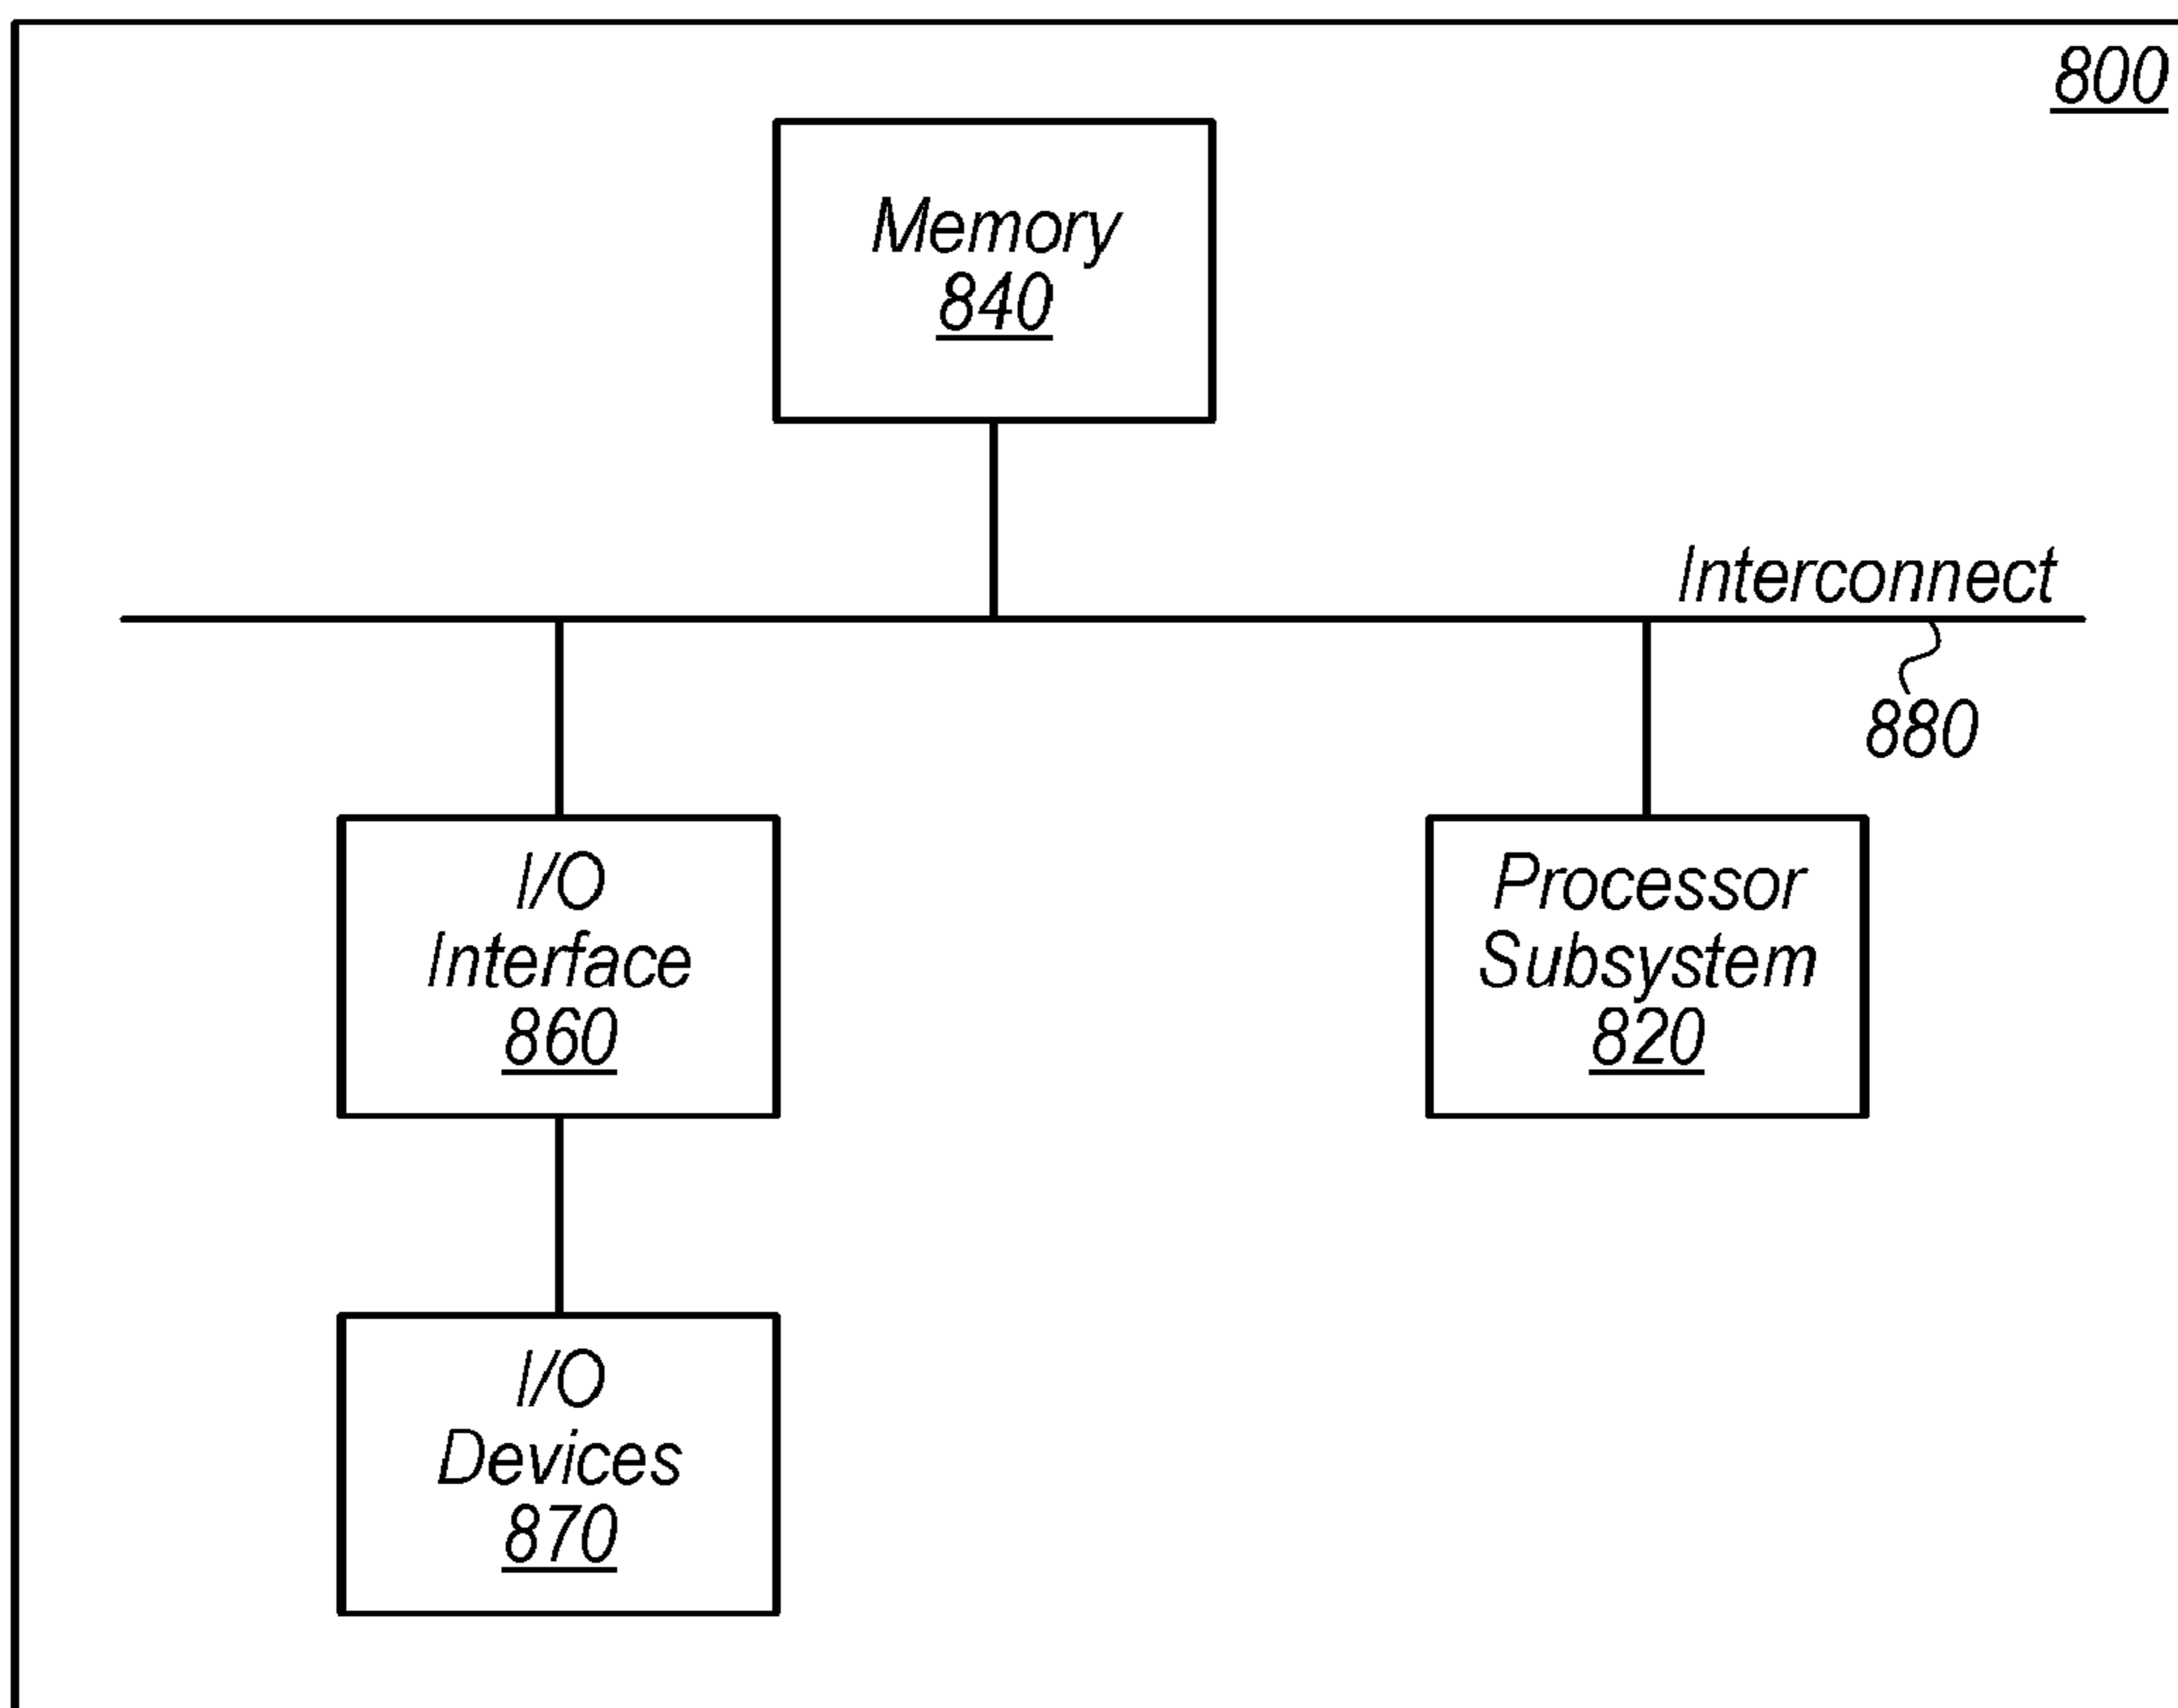 800
Memory
840
Interconnect
880
I/O
Interface
860
Processor
Subsystem
820
I/O
Devices
870